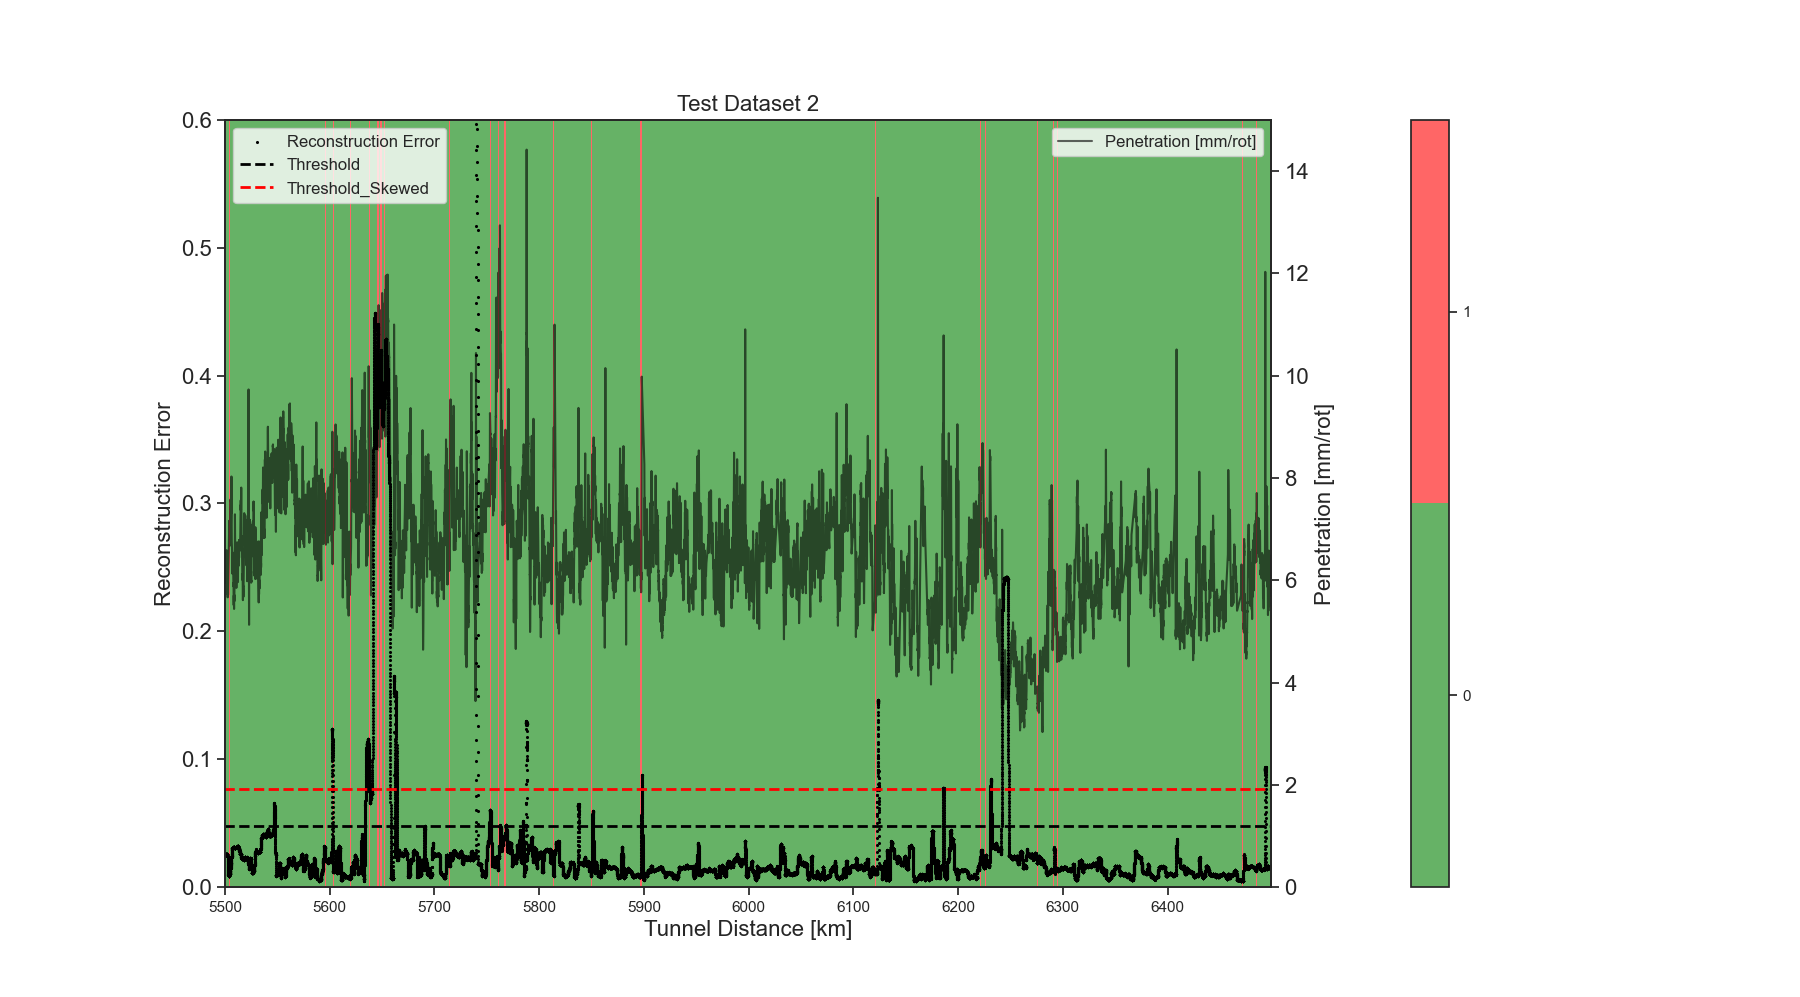 Test Dataset 2
0.6
0.5
0.4
0.3
0.2
0.1
0.0
Reconstruction Error
Reconstruction Error
Threshold
Threshold_Skewed
Penetration [mm/rot]
14
12
10
8
6
4
2
0
Penetration [mm/rot]
5500 5600 5700 5800 5900 6000 6100 6200 6300 6400
Tunnel Distance [km]
1
0